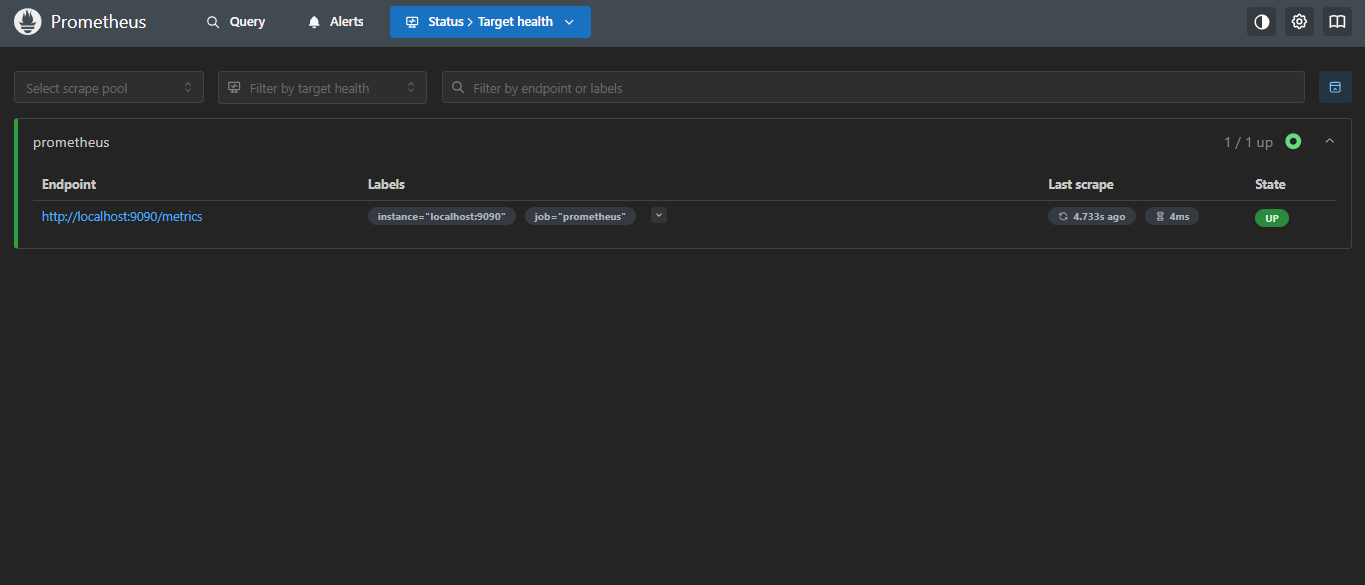 Prometheus Query Alerts Status > Target health
Select scrape pool Filter by target health Filter by endpoint or labels
prometheus 1 / 1 up
Endpoint Labels Last scrape State
http://localhost:9090/metrics instance="localhost:9090" job="prometheus" 4.733s ago 4ms UP